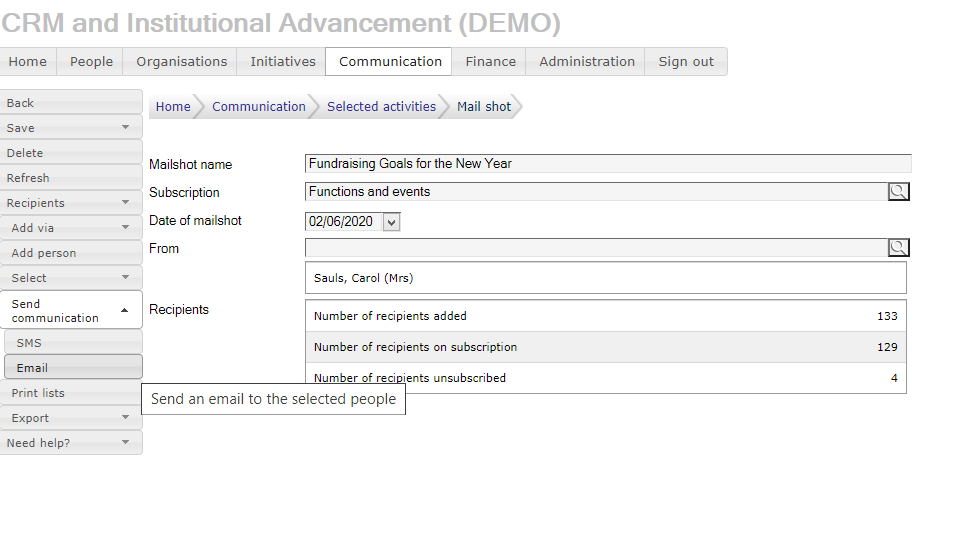 CRM and Institutional Advancement (DEMO)
Home People Organisations Initiatives Communication Finance Administration Sign out
Back
Save
Delete
Refresh
Recipients
Add via
Add person
Select
Send
communication
SMS
Email
Print lists
Export
Need help?
Home Communication Selected activities Mail shot
Mailshot name Fundraising Goals for the New Year
Subscription Functions and events
Date of mailshot 02/06/2020
From
Sauls, Carol (Mrs)
Recipients
Number of recipients added 133
Number of recipients on subscription 129
Number of recipients unsubscribed 4
Send an email to the selected people